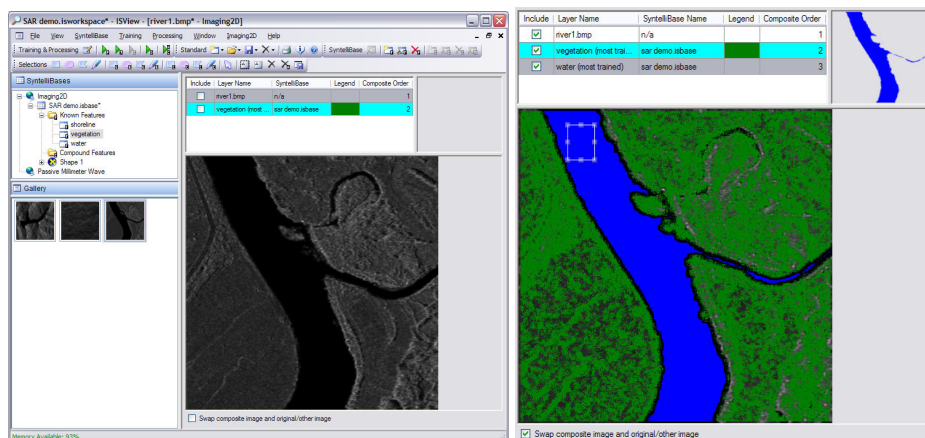 SAR demo.isworkspace* - ISView - [river1.bmp* - Imaging2D]
File View SyntelliBase Training Processing Window Imaging2D Help
Training & Processing Standard SyntelliBase
Selections
SyntelliBases
Imaging2D
SAR demo.isbase*
Known Features
shoreline
vegetation
water
Compound Features
Shape 1
Passive Millimeter Wave
Gallery
Include Layer Name SyntelliBase Legend Composite Order
river1.bmp n/a 1
vegetation (most ... sar demo.isbase 2
Swap composite image and original/other image
Memory Available: 93%
Include Layer Name SyntelliBase Name Legend Composite Order
river1.bmp n/a 1
vegetation (most trai... sar demo.isbase 2
water (most trained) sar demo.isbase 3
Swap composite image and original/other image